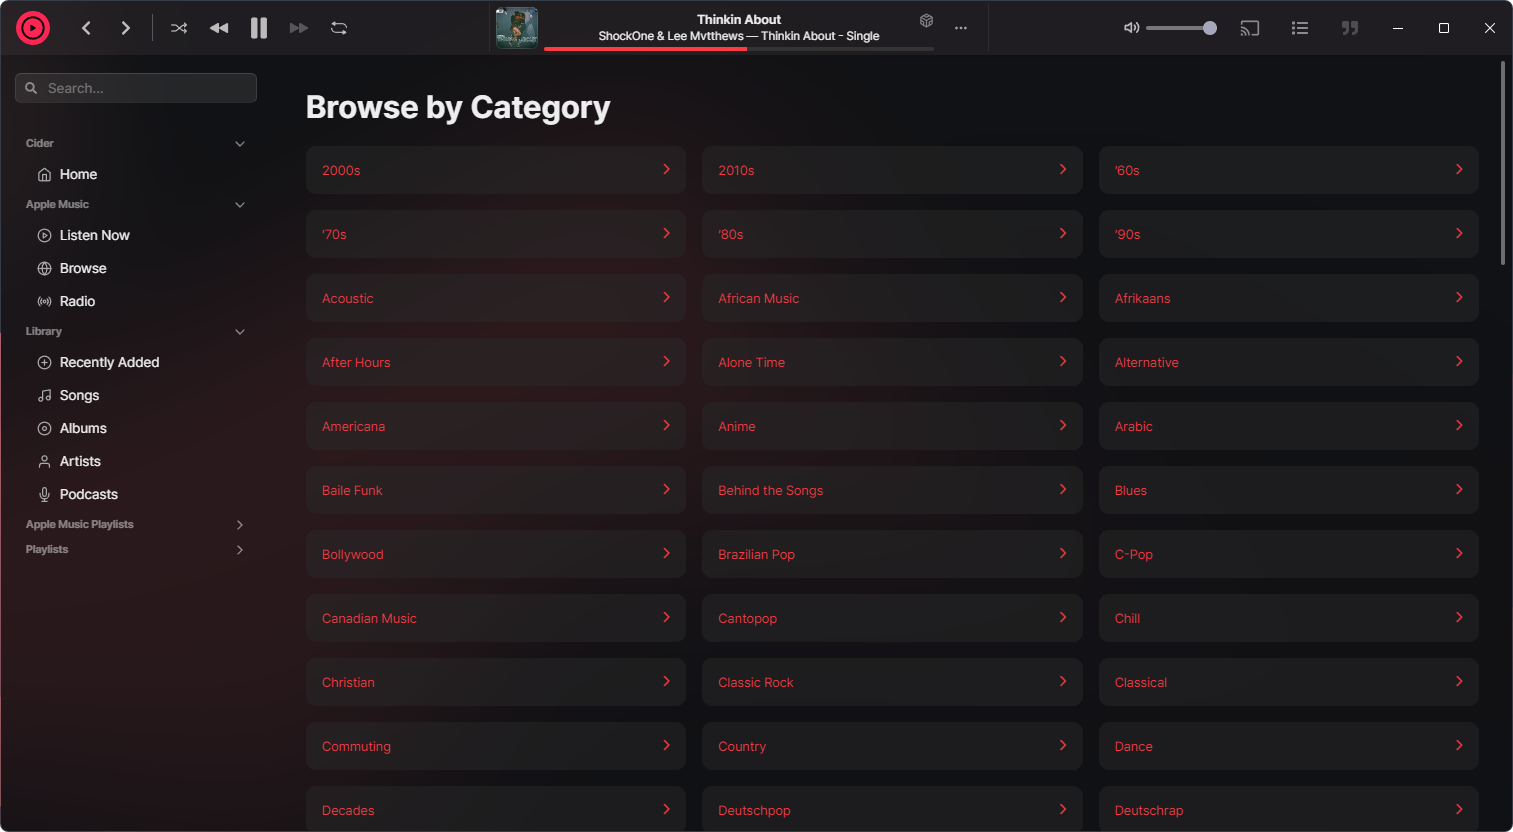 Thinkin About
ShockOne & Lee Mvtthews — Thinkin About - Single
Search...
Cider
Home
Apple Music
Listen Now
Browse
Radio
Library
Recently Added
Songs
Albums
Artists
Podcasts
Apple Music Playlists
Playlists
Browse by Category
2000s
2010s
’60s
’70s
’80s
’90s
Acoustic
African Music
Afrikaans
After Hours
Alone Time
Alternative
Americana
Anime
Arabic
Baile Funk
Behind the Songs
Blues
Bollywood
Brazilian Pop
C-Pop
Canadian Music
Cantopop
Chill
Christian
Classic Rock
Classical
Commuting
Country
Dance
Decades
Deutschpop
Deutschrap